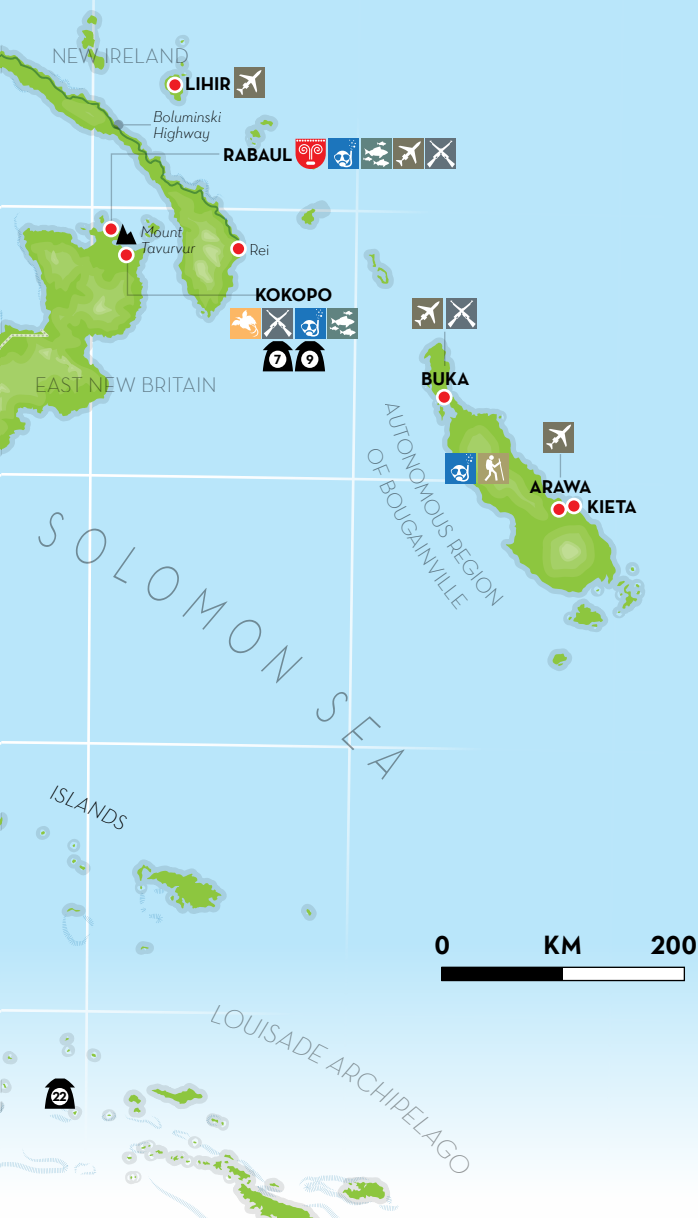 NEW IRELAND
LIHIR
Boluminski
Highway
RABAUL
Mount
Tavurvur
Rei
KOKOPO
7 9
EAST NEW BRITAIN
BUKA
AUTONOMOUS REGION
OF BOUGAINVILLE
ARAWA
KIETA
SOLOMON SEA
ISLANDS
0 KM 200
LOUISADE ARCHIPELAGO
22